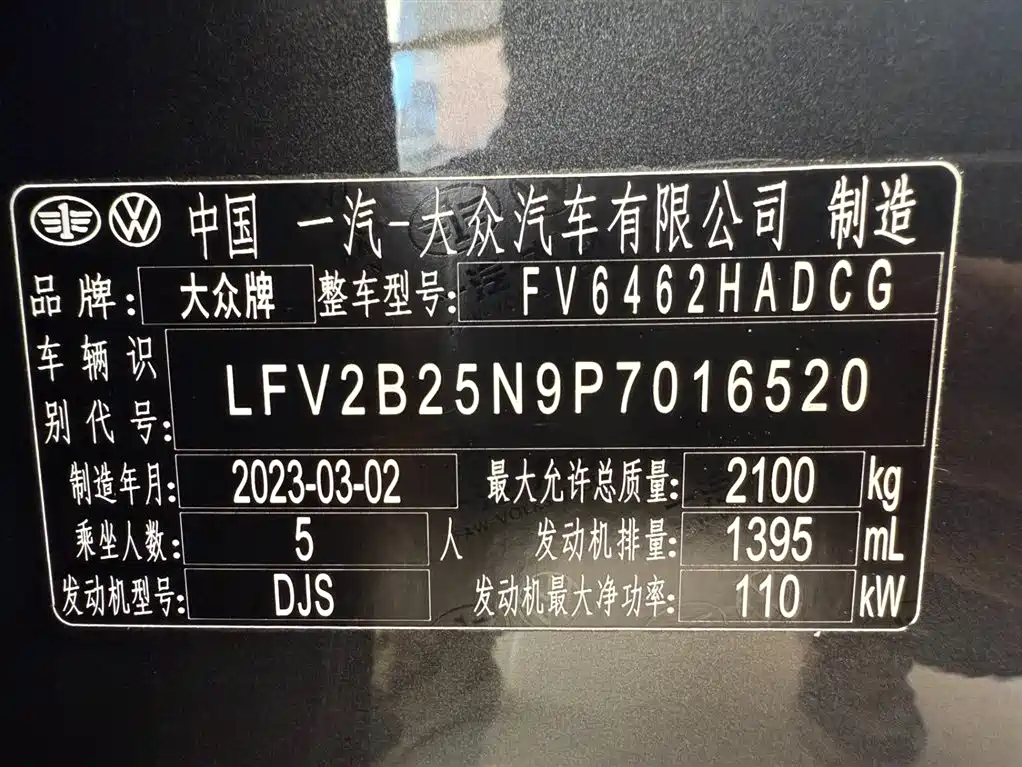 中国 一汽-大众汽车有限公司 制造
品牌: 大众牌 整车型号: FV6462HADCG
车辆识
别代号: LFV2B25N9P7016520
制造年月: 2023-03-02 最大允许总质量: 2100 kg
乘坐人数: 5 人 发动机排量: 1395 mL
发动机型号: DJS 发动机最大净功率: 110 kW